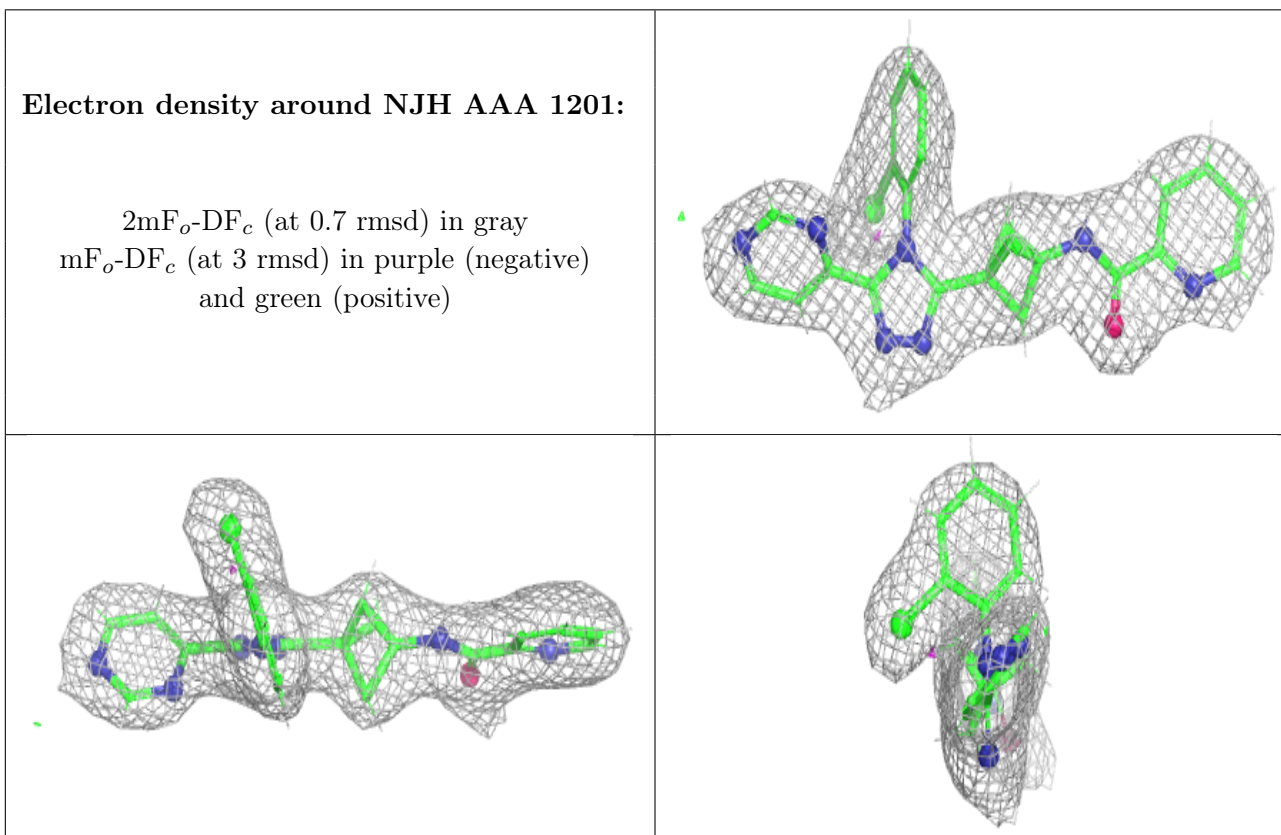 Electron density around NJH AAA 1201:
2mFo-DFc (at 0.7 rmsd) in gray
mFo-DFc (at 3 rmsd) in purple (negative)
and green (positive)